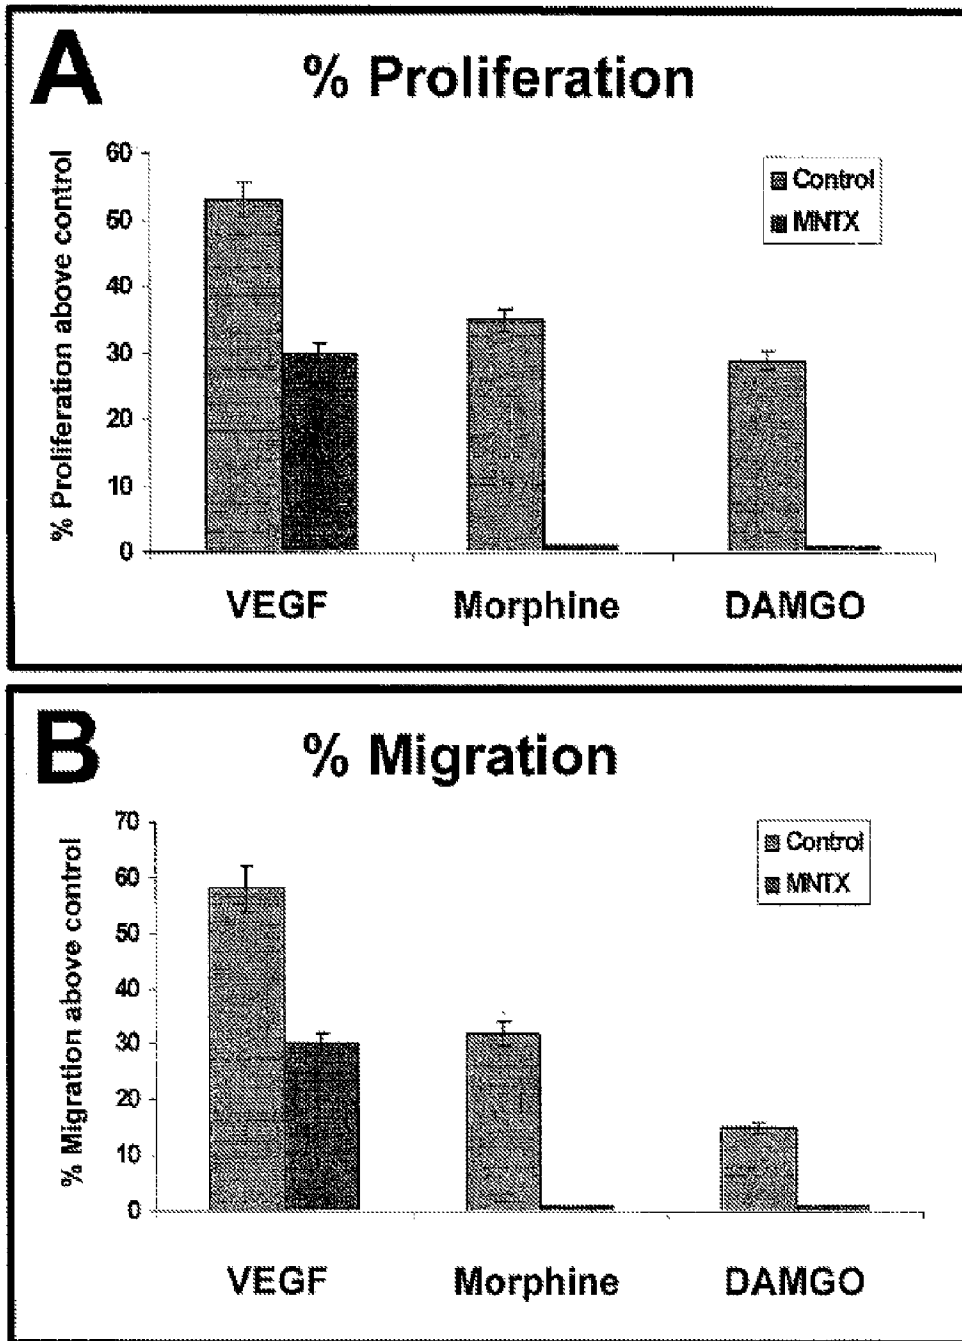 A
% Proliferation
% Proliferation above control
60
50
40
30
20
10
0
Control
MNTX
VEGF
Morphine
DAMGO
B
% Migration
% Migration above control
70
60
50
40
30
20
10
0
Control
MNTX
VEGF
Morphine
DAMGO